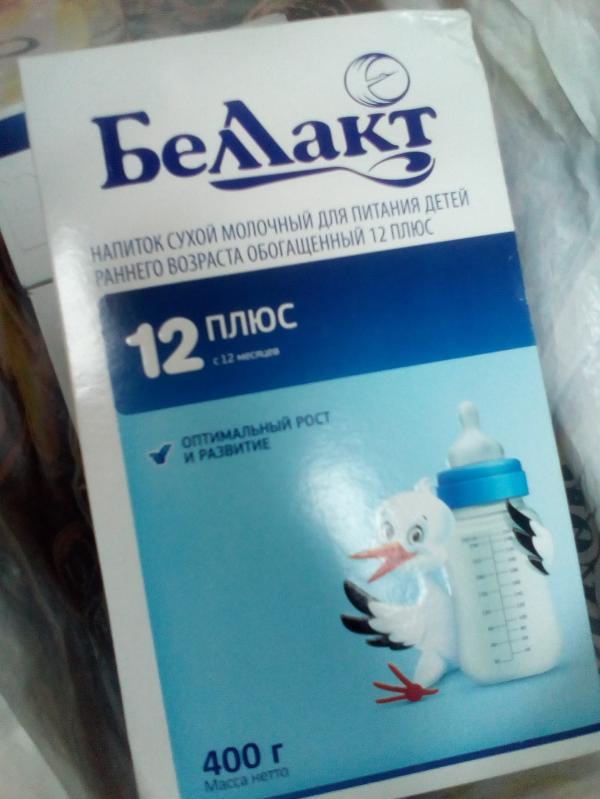 Беллакт
НАПИТОК СУХОЙ МОЛОЧНЫЙ ДЛЯ ПИТАНИЯ ДЕТЕЙ
РАННЕГО ВОЗРАСТА ОБОГАЩЕННЫЙ 12 ПЛЮС
12 ПЛЮС
с 12 месяцев
ОПТИМАЛЬНЫЙ РОСТ
И РАЗВИТИЕ
400 г
Масса нетто